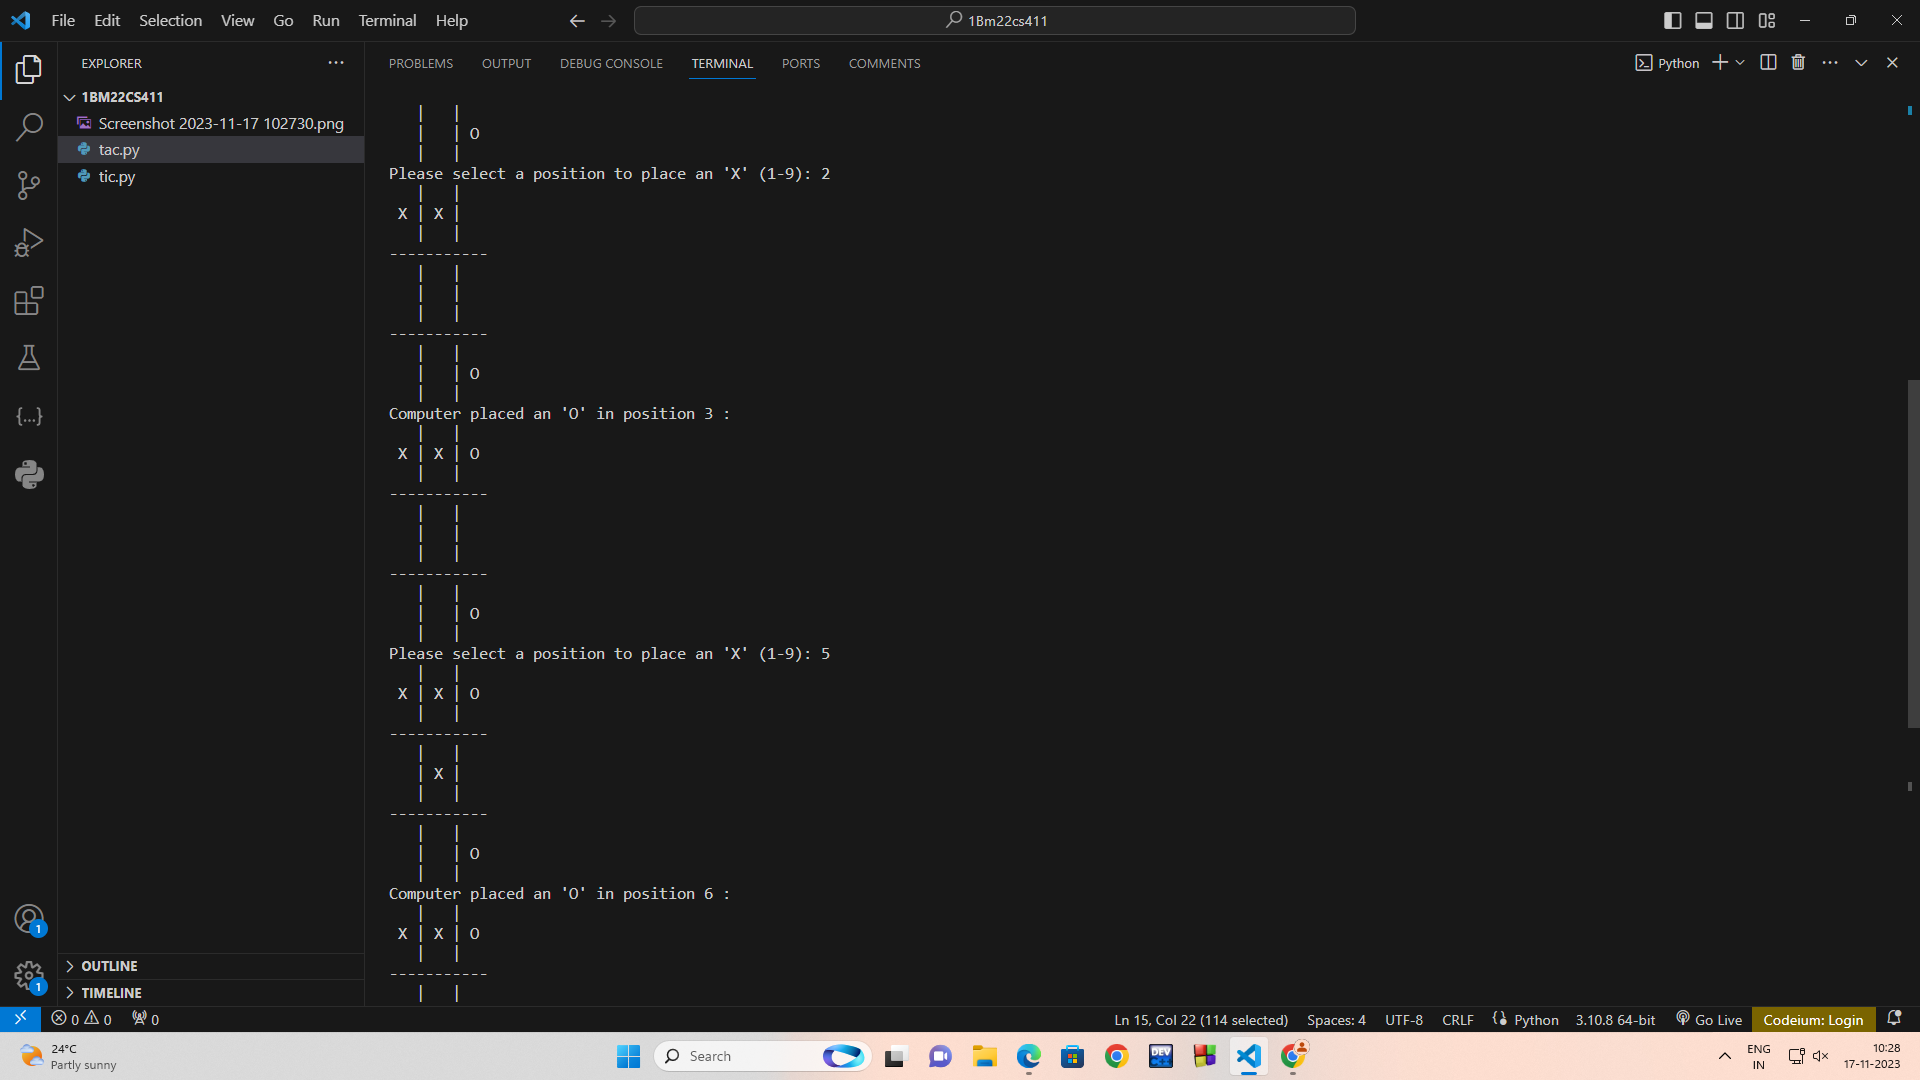 File Edit Selection View Go Run Terminal Help
1Bm22cs411
EXPLORER
1BM22CS411
Screenshot 2023-11-17 102730.png
tac.py
tic.py
OUTLINE
TIMELINE
PROBLEMS OUTPUT DEBUG CONSOLE TERMINAL PORTS COMMENTS
Python
| |
| | O
| |
Please select a position to place an 'X' (1-9): 2
| |
X | X |
| |
-----------
| |
| |
| |
-----------
| |
| | O
| |
Computer placed an 'O' in position 3 :
| |
X | X | O
| |
-----------
| |
| |
| |
-----------
| |
| | O
| |
Please select a position to place an 'X' (1-9): 5
| |
X | X | O
| |
-----------
| |
| X |
| |
-----------
| |
| | O
| |
Computer placed an 'O' in position 6 :
| |
X | X | O
| |
-----------
| |
1
1
0 0 0
Ln 15, Col 22 (114 selected) Spaces: 4 UTF-8 CRLF Python 3.10.8 64-bit Go Live Codeium: Login
24°C
Partly sunny
Search
DEV
ENG
IN
10:28
17-11-2023